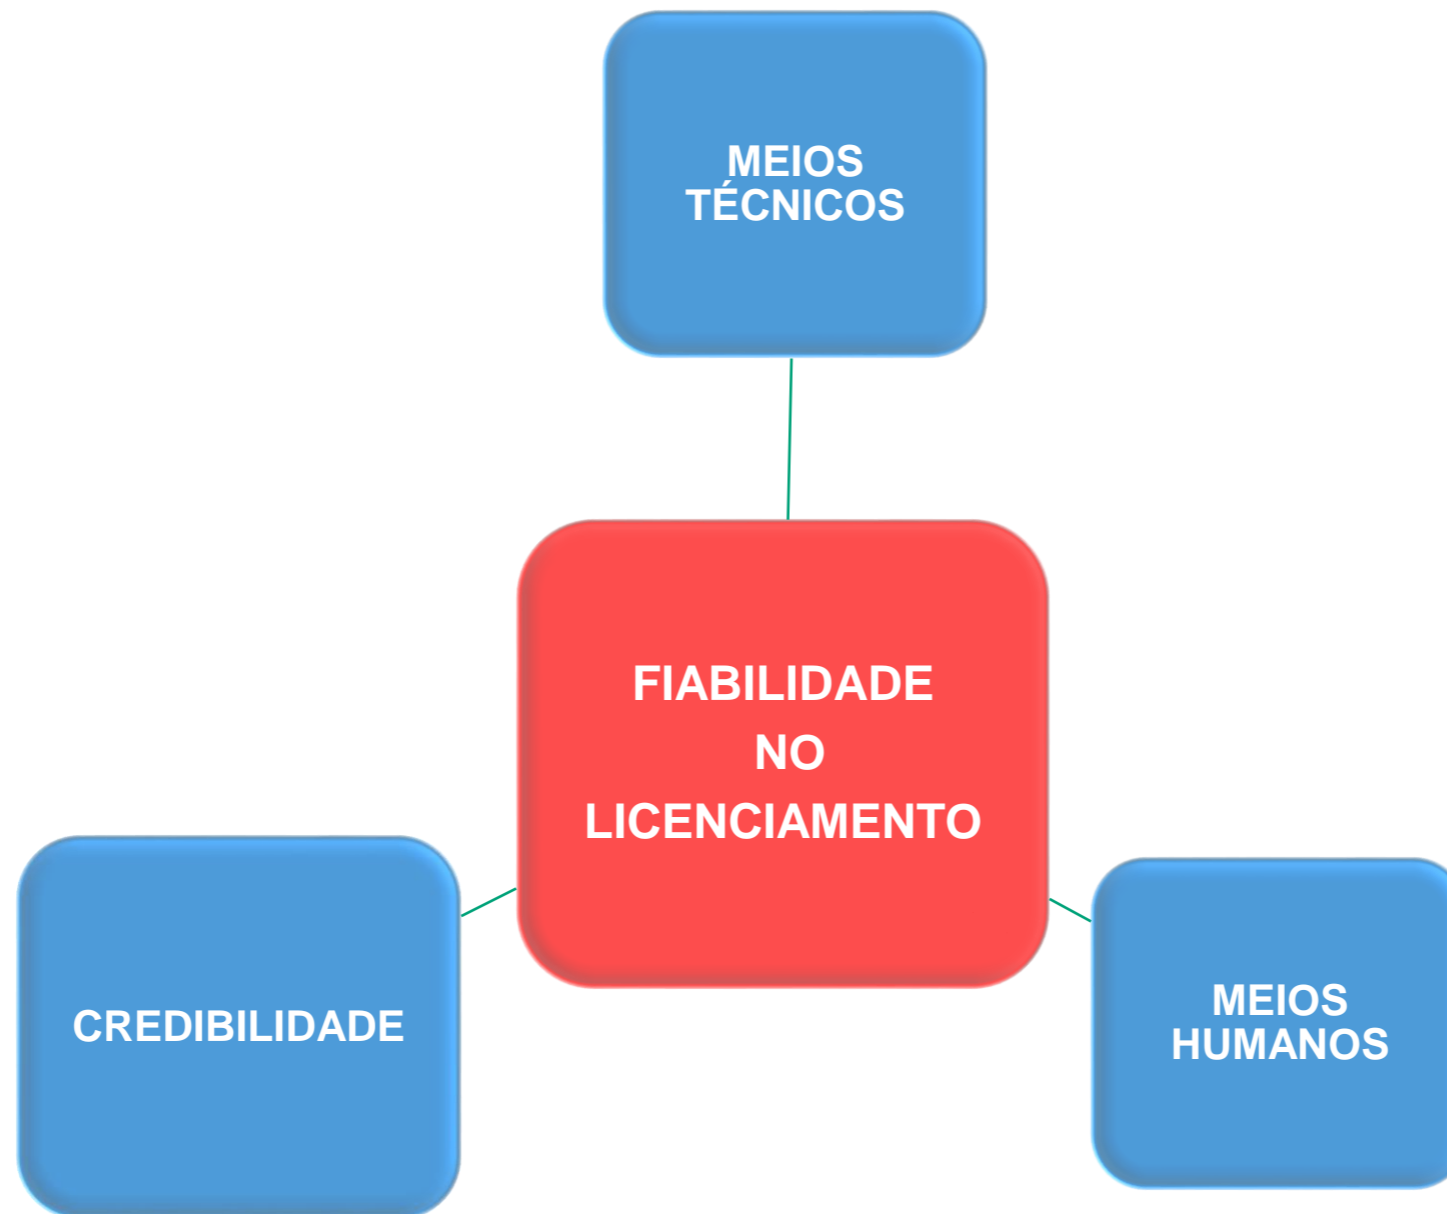 MEIOS
TÉCNICOS
FIABILIDADE
NO
LICENCIAMENTO
CREDIBILIDADE
MEIOS
HUMANOS